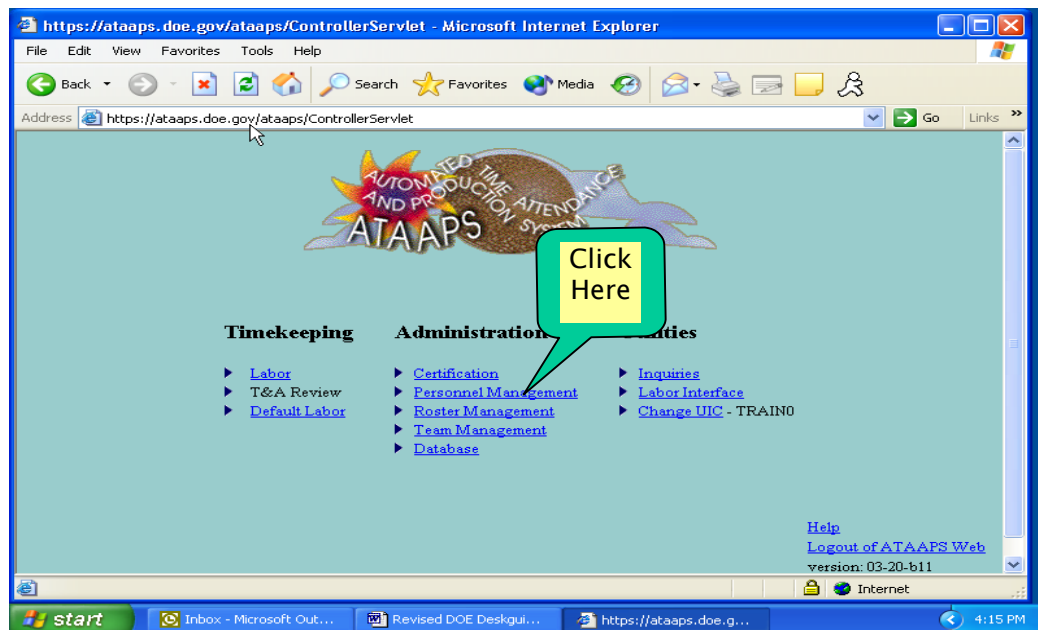 https://ataaps.doe.gov/ataaps/ControllerServlet - Microsoft Internet Explorer
File Edit View Favorites Tools Help
Back Search Favorites Media
Address https://ataaps.doe.gov/ataaps/ControllerServlet Go Links »
AUTOMATED TIME ATTENDANCE
AND PRODUCTION SYSTEM
ATAAPS
Click
Here
Timekeeping Administration
Labor Certification Inquiries
T&A Review Personnel Management Labor Interface
Default Labor Roster Management Change UIC - TRAIN0
Team Management
Database
Help
Logout of ATAAPS Web
version: 03-20-b11
Internet
start Inbox - Microsoft Out... Revised DOE Deskgui... https://ataaps.doe.g... 4:15 PM